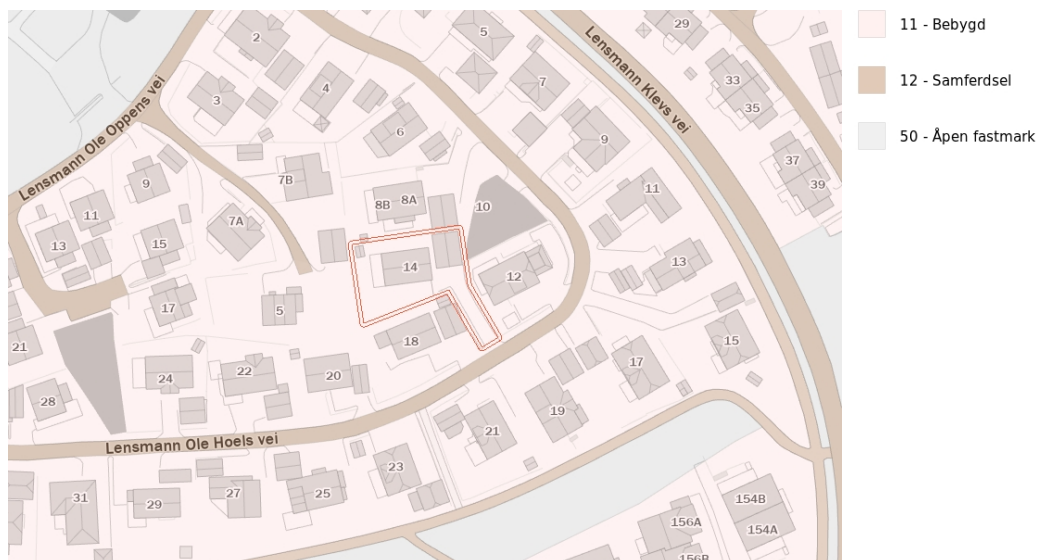 11 - Bebygd
12 - Samferdsel
50 - Åpen fastmark
Lensmann Ole Oppens vei
Lensmann Klevs vei
Lensmann Ole Hoels vei
2
5
29
3
4
7
33
35
6
9
37
39
9
7B
11
8B
8A
11
10
13
15
7A
14
12
13
17
5
18
15
21
24
22
20
17
28
19
21
23
31
29
27
25
154B
154A
156A
156B